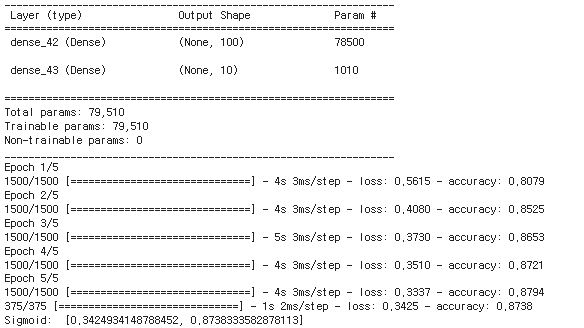 _________________________________________________________________
Layer (type) Output Shape Param #
=================================================================
dense_42 (Dense) (None, 100) 78500
dense_43 (Dense) (None, 10) 1010
=================================================================
Total params: 79,510
Trainable params: 79,510
Non-trainable params: 0
_________________________________________________________________
Epoch 1/5
1500/1500 [==============================] - 4s 3ms/step - loss: 0.5615 - accuracy: 0.8079
Epoch 2/5
1500/1500 [==============================] - 4s 3ms/step - loss: 0.4080 - accuracy: 0.8525
Epoch 3/5
1500/1500 [==============================] - 5s 3ms/step - loss: 0.3730 - accuracy: 0.8653
Epoch 4/5
1500/1500 [==============================] - 4s 3ms/step - loss: 0.3510 - accuracy: 0.8721
Epoch 5/5
1500/1500 [==============================] - 4s 3ms/step - loss: 0.3337 - accuracy: 0.8794
375/375 [==============================] - 1s 2ms/step - loss: 0.3425 - accuracy: 0.8738
Sigmoid:  [0.3424934148788452, 0.8738333582878113]